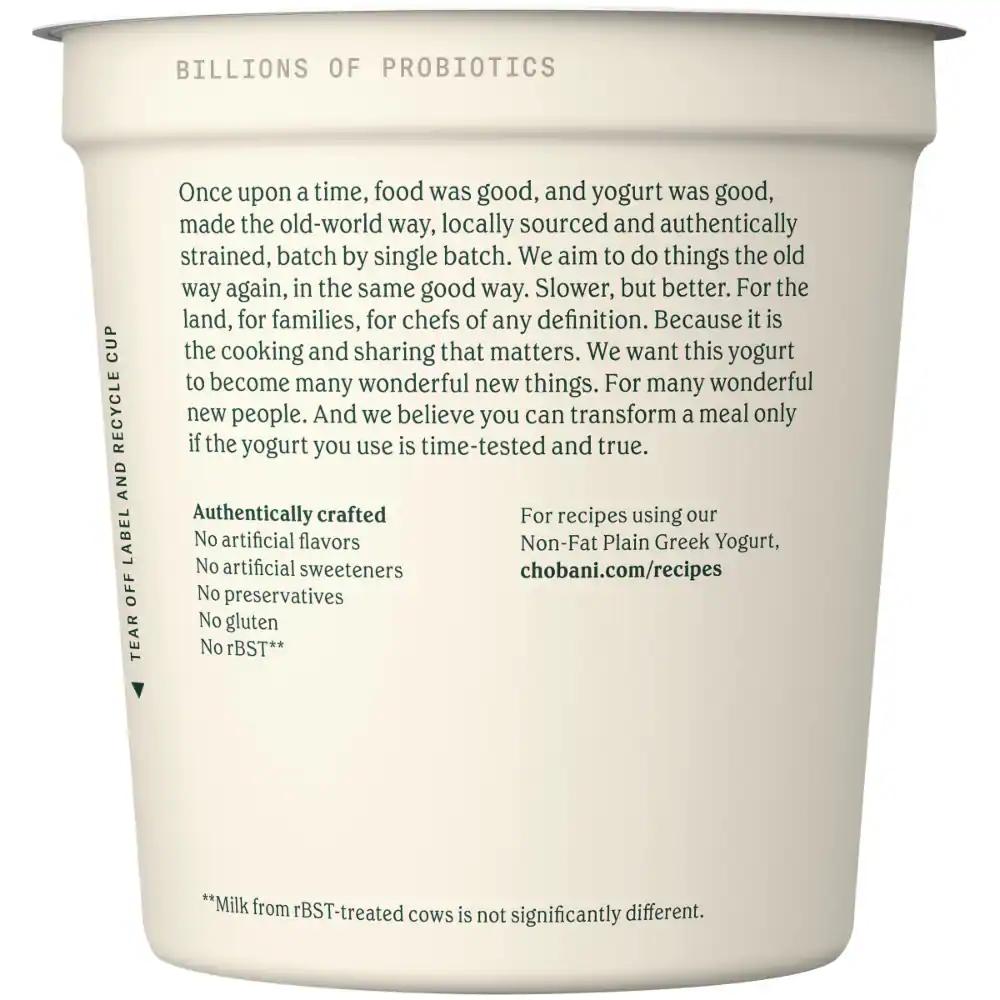 BILLIONS OF PROBIOTICS
Once upon a time, food was good, and yogurt was good,
made the old-world way, locally sourced and authentically
strained, batch by single batch. We aim to do things the old
way again, in the same good way. Slower, but better. For the
land, for families, for chefs of any definition. Because it is
the cooking and sharing that matters. We want this yogurt
to become many wonderful new things. For many wonderful
new people. And we believe you can transform a meal only
if the yogurt you use is time-tested and true.
TEAR OFF LABEL AND RECYCLE CUP
Authentically crafted
No artificial flavors
No artificial sweeteners
No preservatives
No gluten
No rBST**
For recipes using our
Non-Fat Plain Greek Yogurt,
chobani.com/recipes
**Milk from rBST-treated cows is not significantly different.